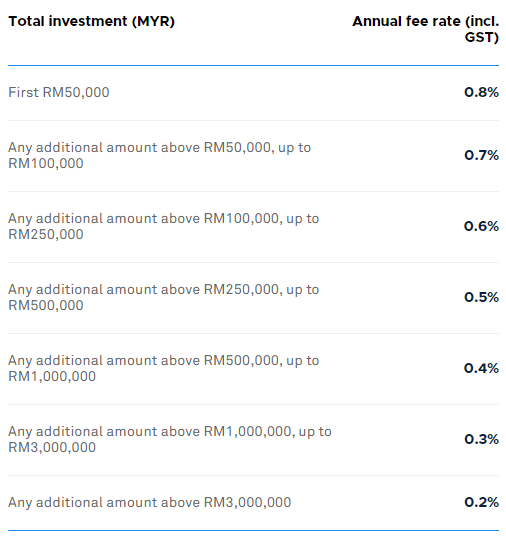 Total investment (MYR)
Annual fee rate (incl.
GST)
First RM50,000
0.8%
Any additional amount above RM50,000, up to
RM100,000
0.7%
Any additional amount above RM100,000, up to
RM250,000
0.6%
Any additional amount above RM250,000, up to
RM500,000
0.5%
Any additional amount above RM500,000, up to
RM1,000,000
0.4%
Any additional amount above RM1,000,000, up to
RM3,000,000
0.3%
Any additional amount above RM3,000,000
0.2%